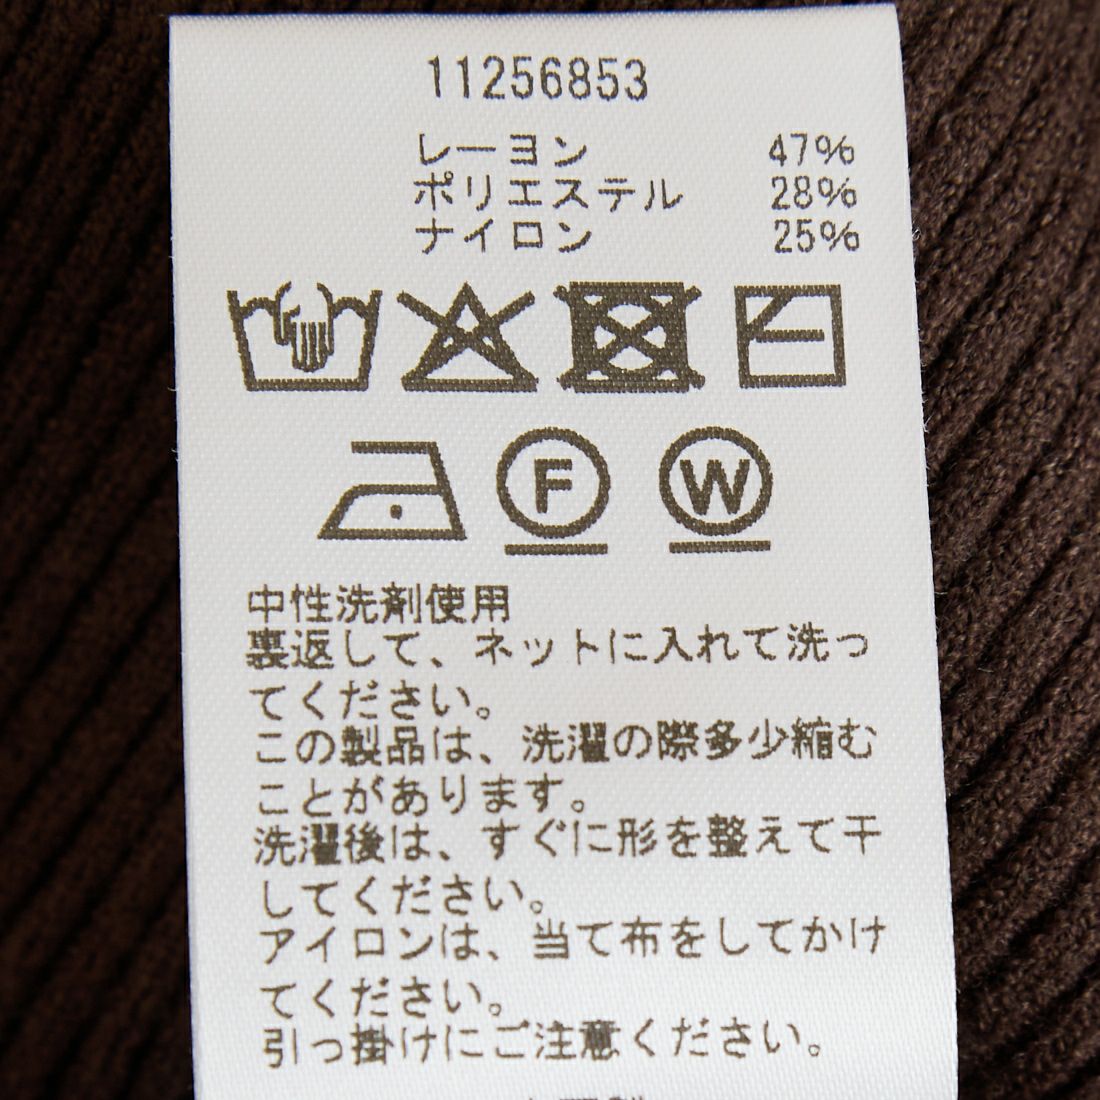 11256853
レーヨン 47%
ポリエステル 28%
ナイロン 25%
F W
中性洗剤使用
裏返して、ネットに入れて洗っ
てください。
この製品は、洗濯の際多少縮む
ことがあります。
洗濯後は、すぐに形を整えて干
してください。
アイロンは、当て布をしてかけ
てください。
引っ掛けにご注意ください。